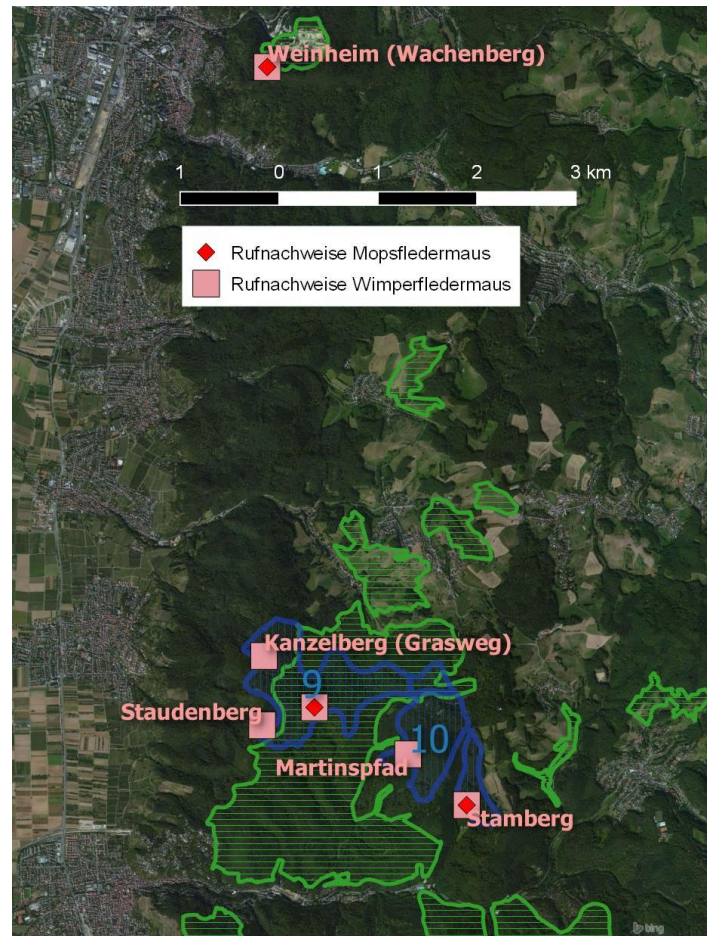 Weinheim (Wachenberg)
1 0 1 2 3 km
Rufnachweise Mopsfledermaus
Rufnachweise Wimperfledermaus
Kanzelberg (Grasweg)
9
Staudenberg
10
Martinspfad
Stamberg
bing